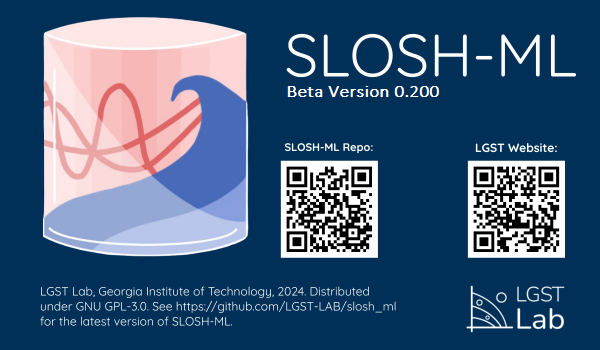 SLOSH-ML
Beta Version 0.200
SLOSH-ML Repo:
LGST Website:
LGST Lab, Georgia Institute of Technology, 2024. Distributed
under GNU GPL-3.0. See https://github.com/LGST-LAB/slosh_ml
for the latest version of SLOSH-ML.
LGST
Lab